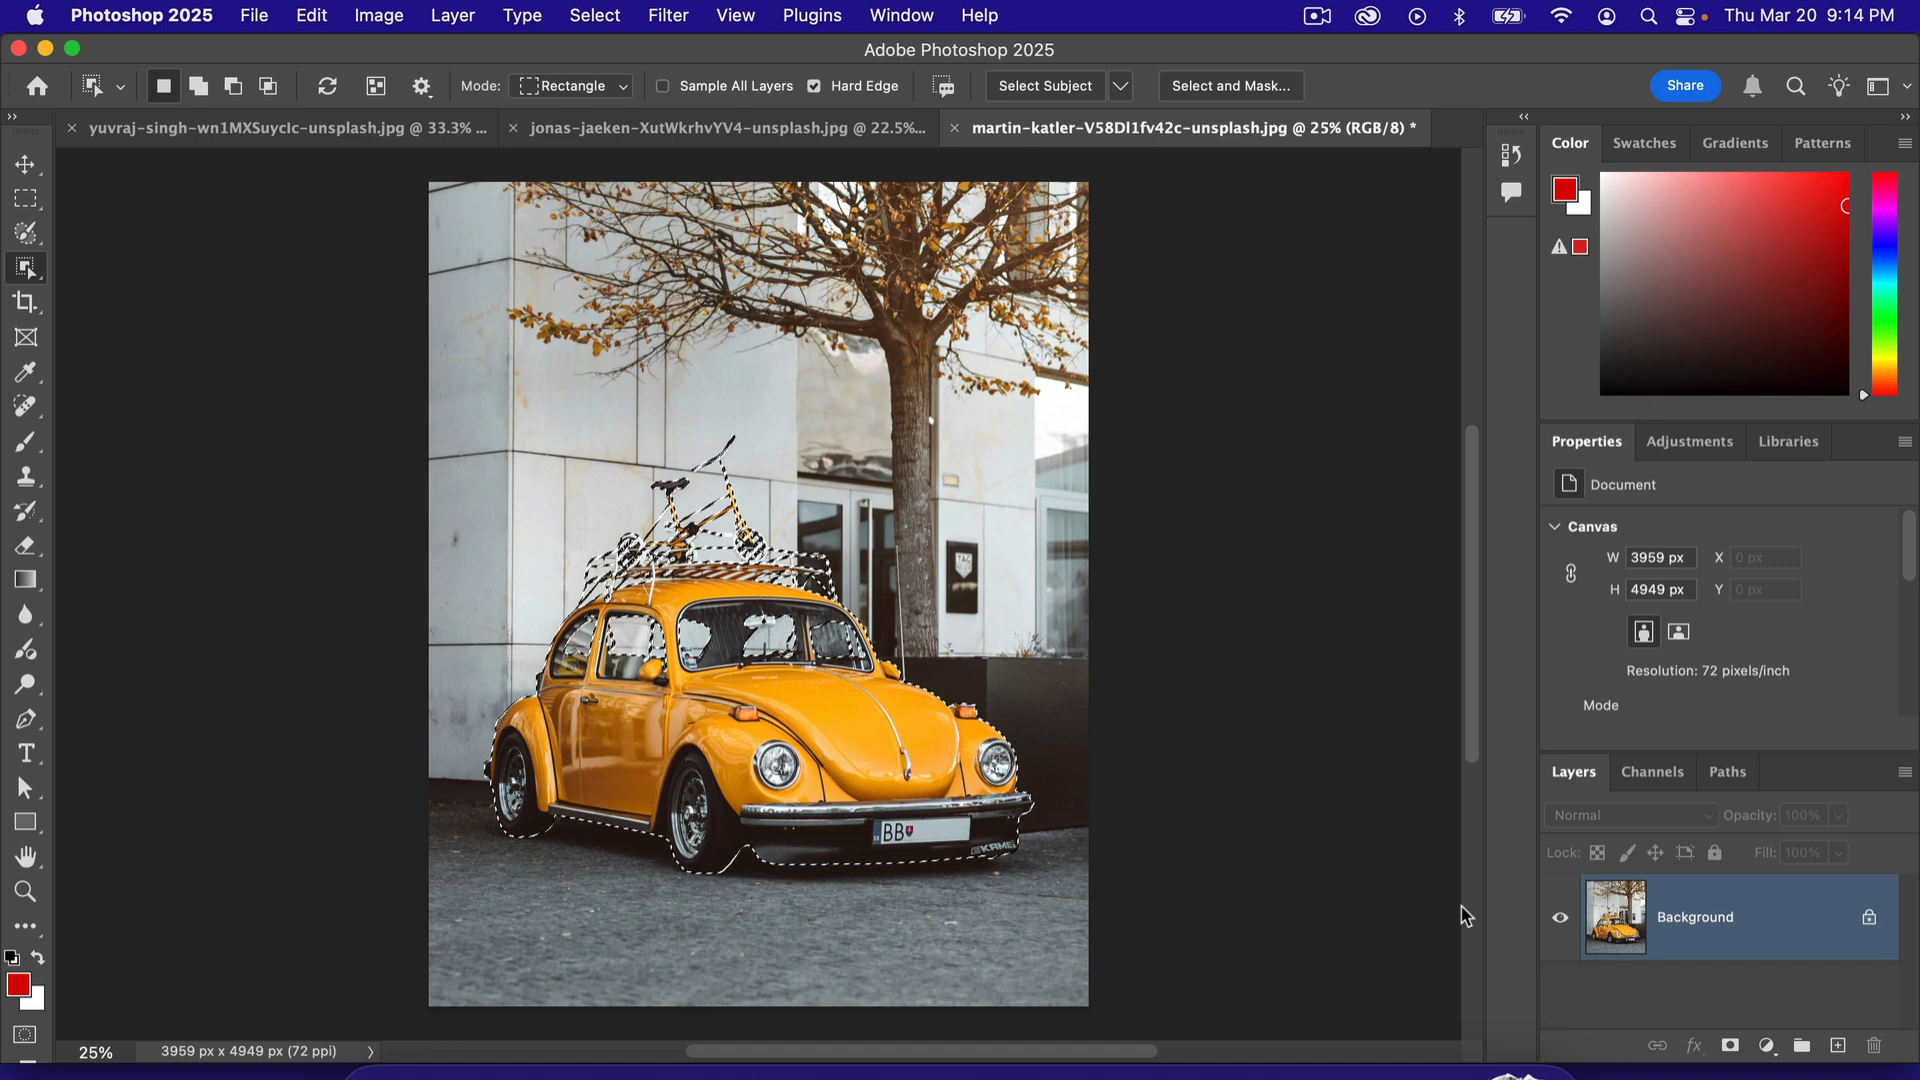 Photoshop 2025 File Edit Image Layer Type Select Filter View Plugins Window Help Thu Mar 20 9:14 PM
Adobe Photoshop 2025
Mode: Rectangle Sample All Layers Hard Edge Select Subject Select and Mask... Share
yuvraj-singh-wn1MXSuyclc-unsplash.jpg @ 33.3% ... jonas-jaeken-XutWkrhvYV4-unsplash.jpg @ 22.5%... martin-katler-V58Dl1fv42c-unsplash.jpg @ 25% (RGB/8) *
Color Swatches Gradients Patterns
Properties Adjustments Libraries
Document
Canvas
W 3959 px X 0 px
H 4949 px Y 0 px
Resolution: 72 pixels/inch
Mode
TAG
BB
EKAME
Layers Channels Paths
Normal Opacity: 100%
Lock: Fill: 100%
Background
25% 3959 px x 4949 px (72 ppi)